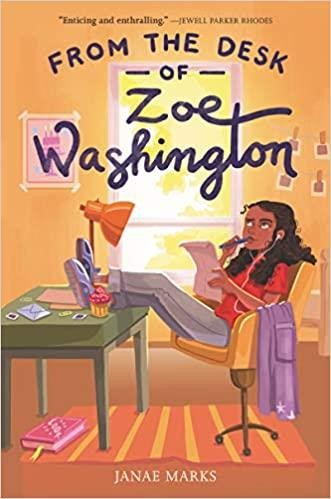 "Enticing and enthralling." —JEWELL PARKER RHODES
FROM THE DESK
OF
Zoe
Washington
JANAE MARKS